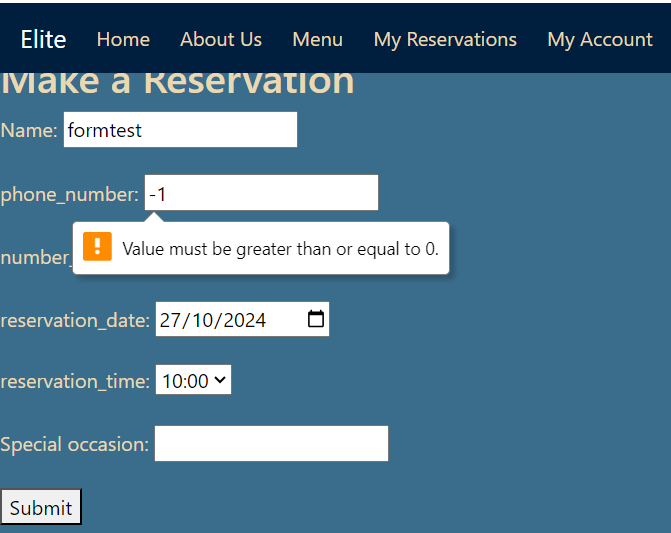 Elite Home About Us Menu My Reservations My Account
Make a Reservation
Name: formtest
phone_number: -1
Value must be greater than or equal to 0.
number_
reservation_date: 27/10/2024
reservation_time: 10:00
Special occasion:
Submit